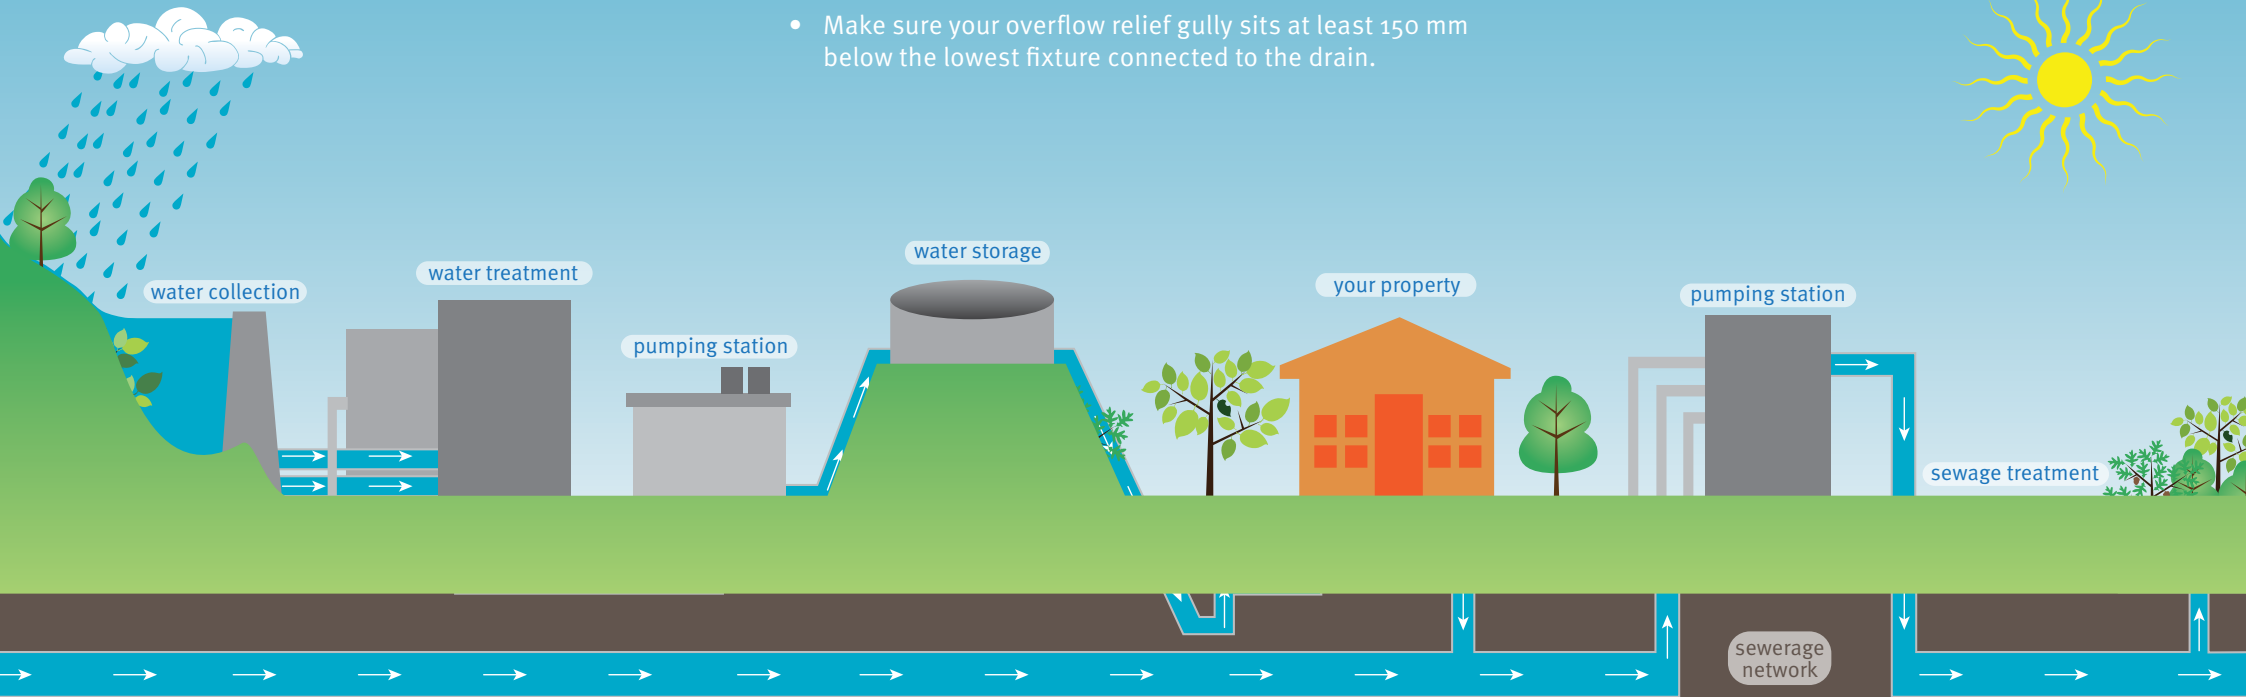 • Make sure your overflow relief gully sits at least 150 mm
below the lowest fixture connected to the drain.
water collection
water treatment
pumping station
water storage
your property
pumping station
sewage treatment
sewerage
network